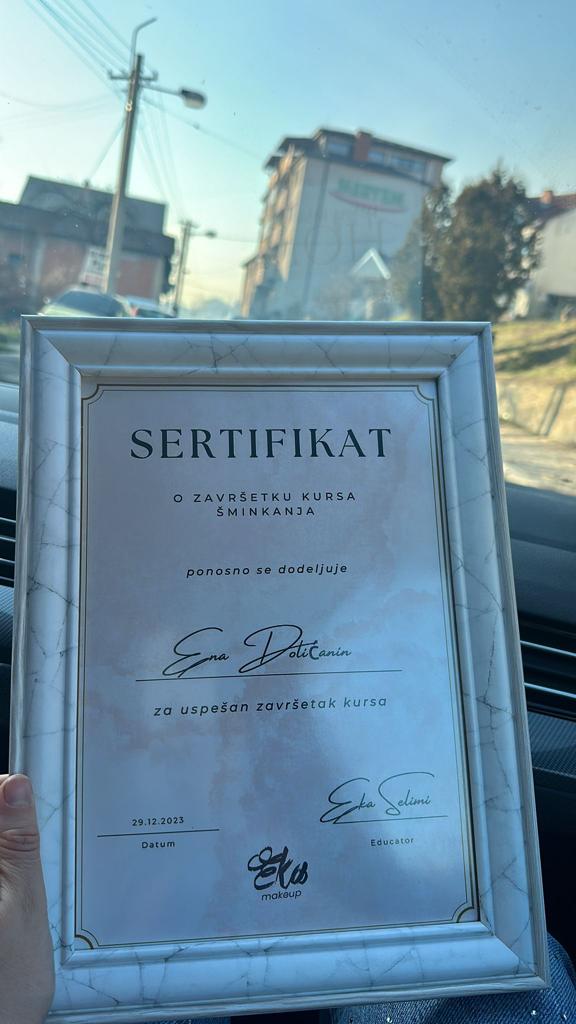 SERTIFIKAT
O ZAVRŠETKU KURSA
ŠMINKANJA
ponosno se dodeljuje
Ena Dolićanin
za uspešan završetak kursa
29.12.2023
Datum
Eka Selimi
Educator
Eka
makeup